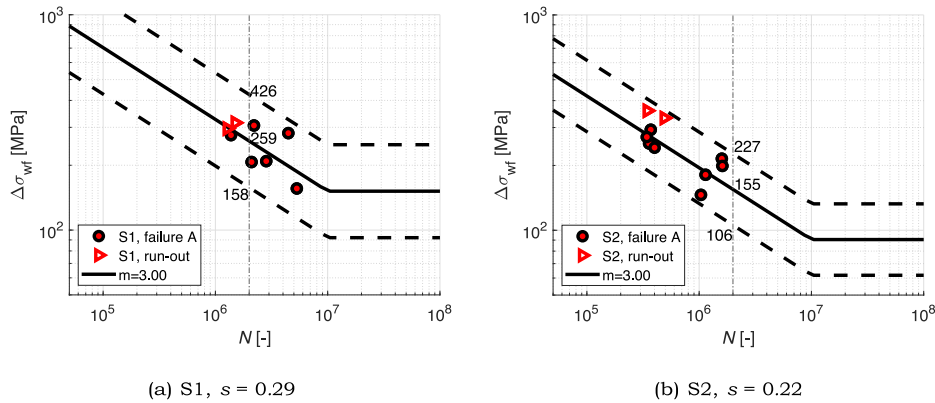 10³
426
259
158
10²
Δσwf [MPa]
S1, failure A
S1, run-out
m=3.00
10⁵ 10⁶ 10⁷ 10⁸
N [-]
(a) S1, s = 0.29
10³
227
155
106
10²
Δσwf [MPa]
S2, failure A
S2, run-out
m=3.00
10⁵ 10⁶ 10⁷ 10⁸
N [-]
(b) S2, s = 0.22